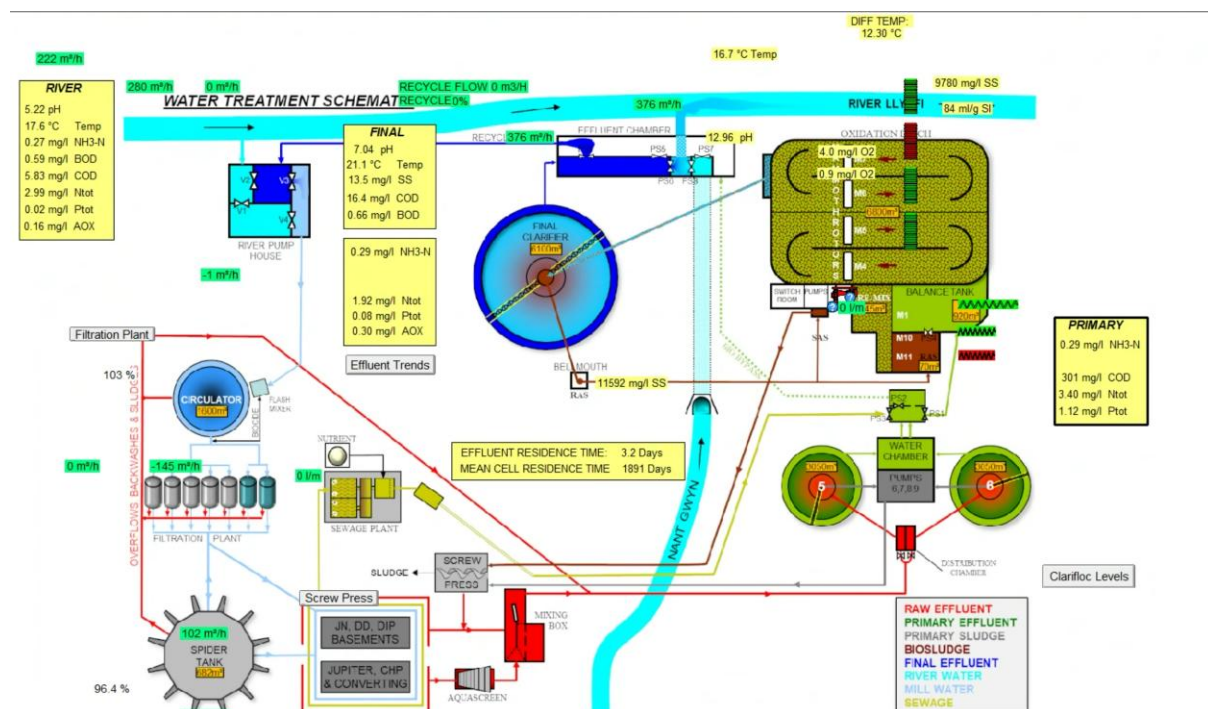 DIFF TEMP:
12.30 °C
222 m³/h
16.7 °C Temp
280 m³/h
0 m³/h
RECYCLE FLOW 0 m3/H
RECYCLE 0%
WATER TREATMENT SCHEMAT
376 m³/h
RIVER LLY FI
9780 mg/l SS
84 ml/g SI
RIVER
5.22 pH
17.6 °C Temp
0.27 mg/l NH3-N
0.59 mg/l BOD
5.83 mg/l COD
2.99 mg/l Ntot
0.02 mg/l Ptot
0.16 mg/l AOX
V2
V3
V1
V4
RIVER PUMP
HOUSE
-1 m³/h
FINAL
7.04 pH
21.1 °C Temp
13.5 mg/l SS
16.4 mg/l COD
0.66 mg/l BOD
0.29 mg/l NH3-N
1.92 mg/l Ntot
0.08 mg/l Ptot
0.30 mg/l AOX
Effluent Trends
376 m³/h
EFFLUENT CHAMBER
PS6
PS7
12.96 pH
FINAL
CLARIFIER
6100m³
BELLMOUTH
RAS
11592 mg/l SS
4.0 mg/l O2
0.9 mg/l O2
M6
M5
M4
6800m³
SWITCH
ROOM
PUMPS
0 l/m
SAS
BALANCE TANK
M1
M10
M11
RAS
PRIMARY
0.29 mg/l NH3-N
301 mg/l COD
3.40 mg/l Ntot
1.12 mg/l Ptot
Filtration Plant
103 %
CIRCULATOR
1600m³
FLASH
MIXER
BIOCIDE
OVERFLOWS BACKWASHES & SLUDGES
0 m³/h
-145 m³/h
FILTRATION PLANT
NUTRIENT
0 l/m
SEWAGE PLANT
EFFLUENT RESIDENCE TIME: 3.2 Days
MEAN CELL RESIDENCE TIME 1891 Days
NANT GWYN
PS2
PS1
WATER
CHAMBER
PUMPS
6,7,8,9
3050m³
5
3050m³
6
DISTRIBUTION
CHAMBER
Clarifloc Levels
SLUDGE
SCREW
PRESS
Screw Press
JN, DD, DIP
BASEMENTS
JUPITER, CHP
& CONVERTING
MIXING
BOX
AQUASCREEN
102 m³/h
SPIDER
TANK
682m³
96.4 %
RAW EFFLUENT
PRIMARY EFFLUENT
PRIMARY SLUDGE
BIOSLUDGE
FINAL EFFLUENT
RIVER WATER
MILL WATER
SEWAGE